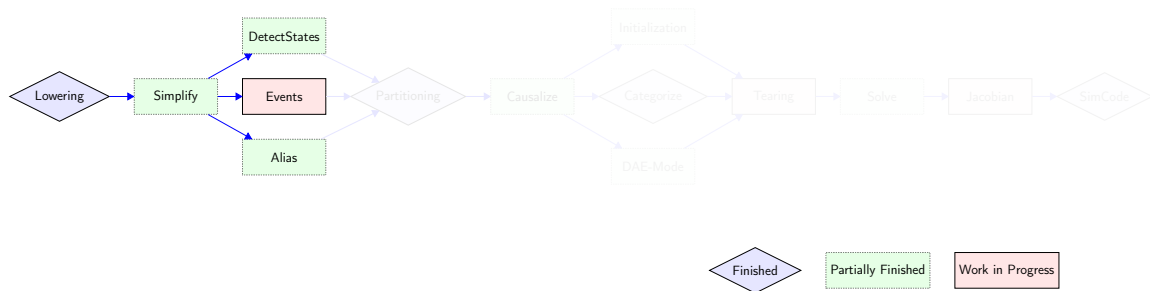 DetectStates
Initialization
Lowering
Simplify
Events
Partitioning
Causalize
Categorize
Tearing
Solve
Jacobian
SimCode
Alias
DAE-Mode
Finished
Partially Finished
Work in Progress